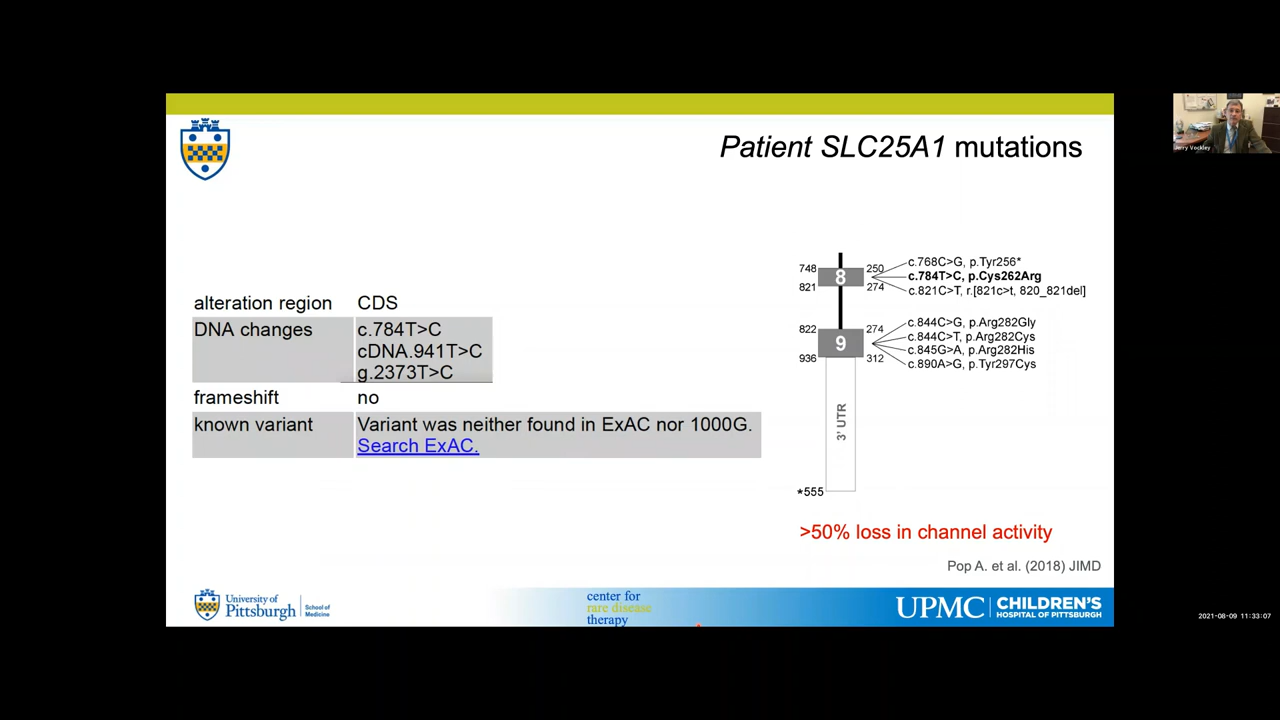 Patient SLC25A1 mutations
Jerry Vockley
alteration region CDS
DNA changes c.784T>C
cDNA.941T>C
g.2373T>C
frameshift no
known variant Variant was neither found in ExAC nor 1000G.
Search ExAC.
748 8 250 c.768C>G, p.Tyr256*
c.784T>C, p.Cys262Arg
821 274 c.821C>T, r.[821c>t, 820_821del]
822 9 274 c.844C>G, p.Arg282Gly
c.844C>T, p.Arg282Cys
c.845G>A, p.Arg282His
936 312 c.890A>G, p.Tyr297Cys
3' UTR
*555
>50% loss in channel activity
Pop A. et al. (2018) JIMD
University of
Pittsburgh
School of
Medicine
center for
rare disease
therapy
UPMC
CHILDREN'S
HOSPITAL OF PITTSBURGH
2021-08-09 11:33:07